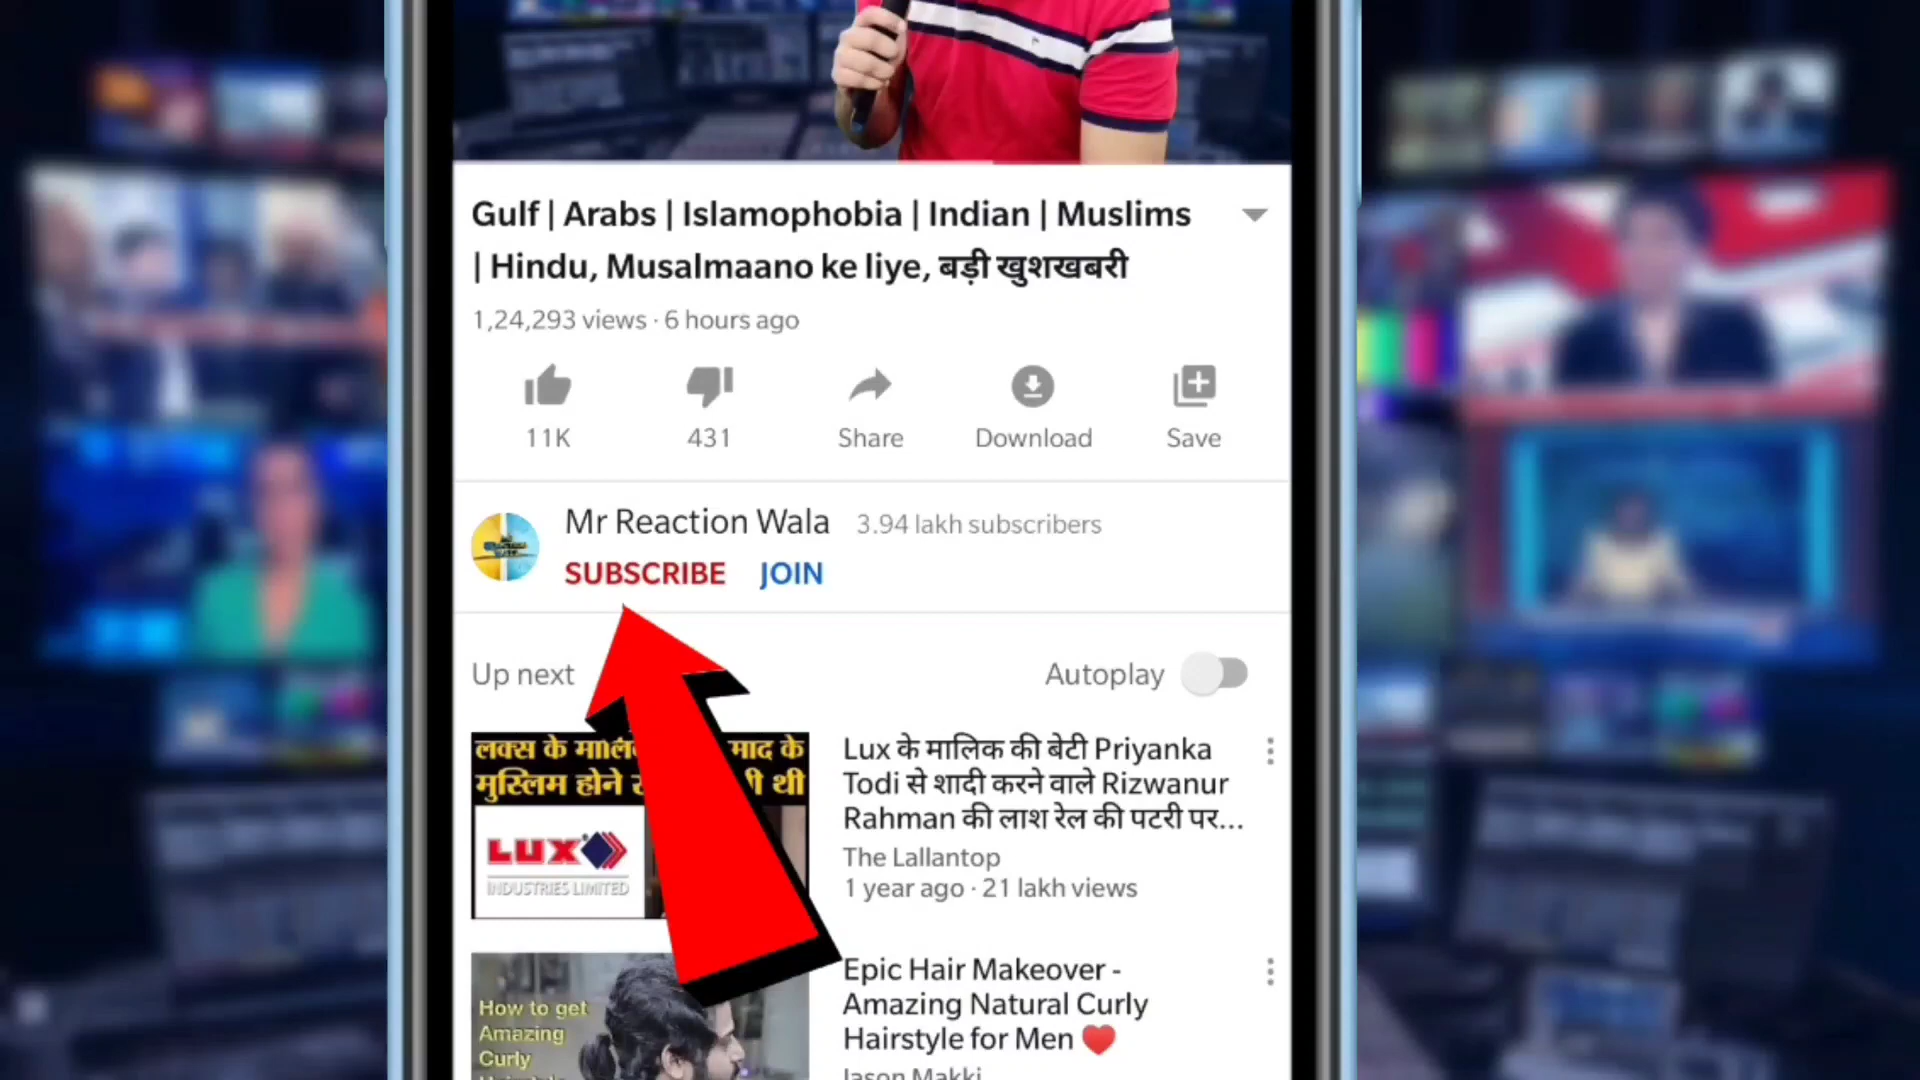 Gulf | Arabs | Islamophobia | Indian | Muslims
| Hindu, Musalmaano ke liye, बड़ी खुशखबरी
1,24,293 views · 6 hours ago
11K
431
Share
Download
Save
Mr Reaction Wala
3.94 lakh subscribers
SUBSCRIBE
JOIN
Up next
Autoplay
लक्स के
माद के
मुस्लिम होने
थी
LUX
INDUSTRIES LIMITED
Lux के मालिक की बेटी Priyanka
Todi से शादी करने वाले Rizwanur
Rahman की लाश रेल की पटरी पर...
The Lallantop
1 year ago · 21 lakh views
How to get
Amazing
Curly
Epic Hair Makeover -
Amazing Natural Curly
Hairstyle for Men ❤️
Jason Makki